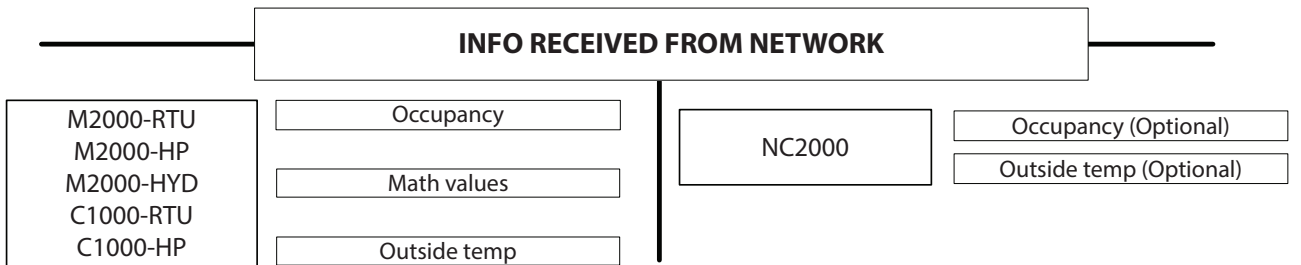 INFO RECEIVED FROM NETWORK
M2000-RTU
M2000-HP
M2000-HYD
C1000-RTU
C1000-HP
Occupancy
Math values
Outside temp
NC2000
Occupancy (Optional)
Outside temp (Optional)